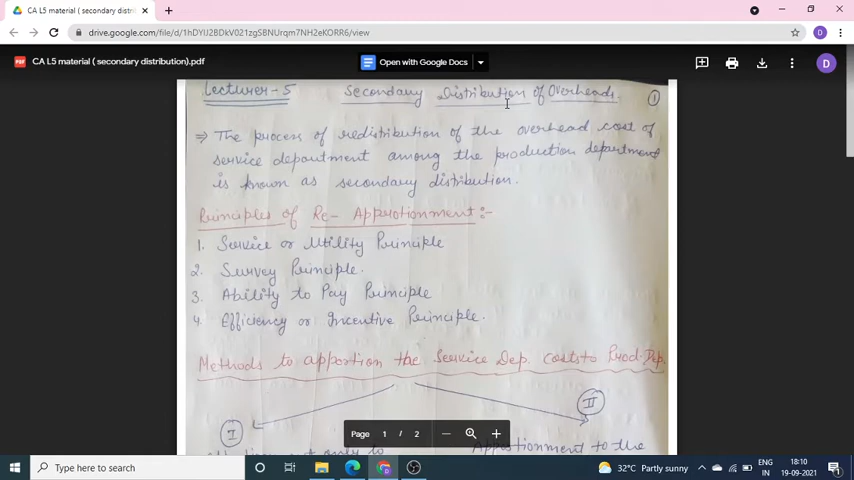 CA L5 material ( secondary distri
drive.google.com/file/d/1hDYlJ2BDkV021zgSBNUrqm7NH2eKORR6/view
CA L5 material ( secondary distribution).pdf
Open with Google Docs
D
Lecturer-5 Secondary Distribution of Overheads. 1
⇒ The process of redistribution of the overhead cost of
service department among the production department
is known as secondary distribution.
Principles of Re-Apportionment:-
1. Service or Utility Principle
2. Survey Principle.
3. Ability to Pay Principle
4. Efficiency or Incentive Principle.
Methods to apportion the Service Dep. costs to Prod. Dep.
I II
only to Apportionment to the
Page 1 / 2
Type here to search
32°C Partly sunny
ENG
IN
18:10
19-09-2021